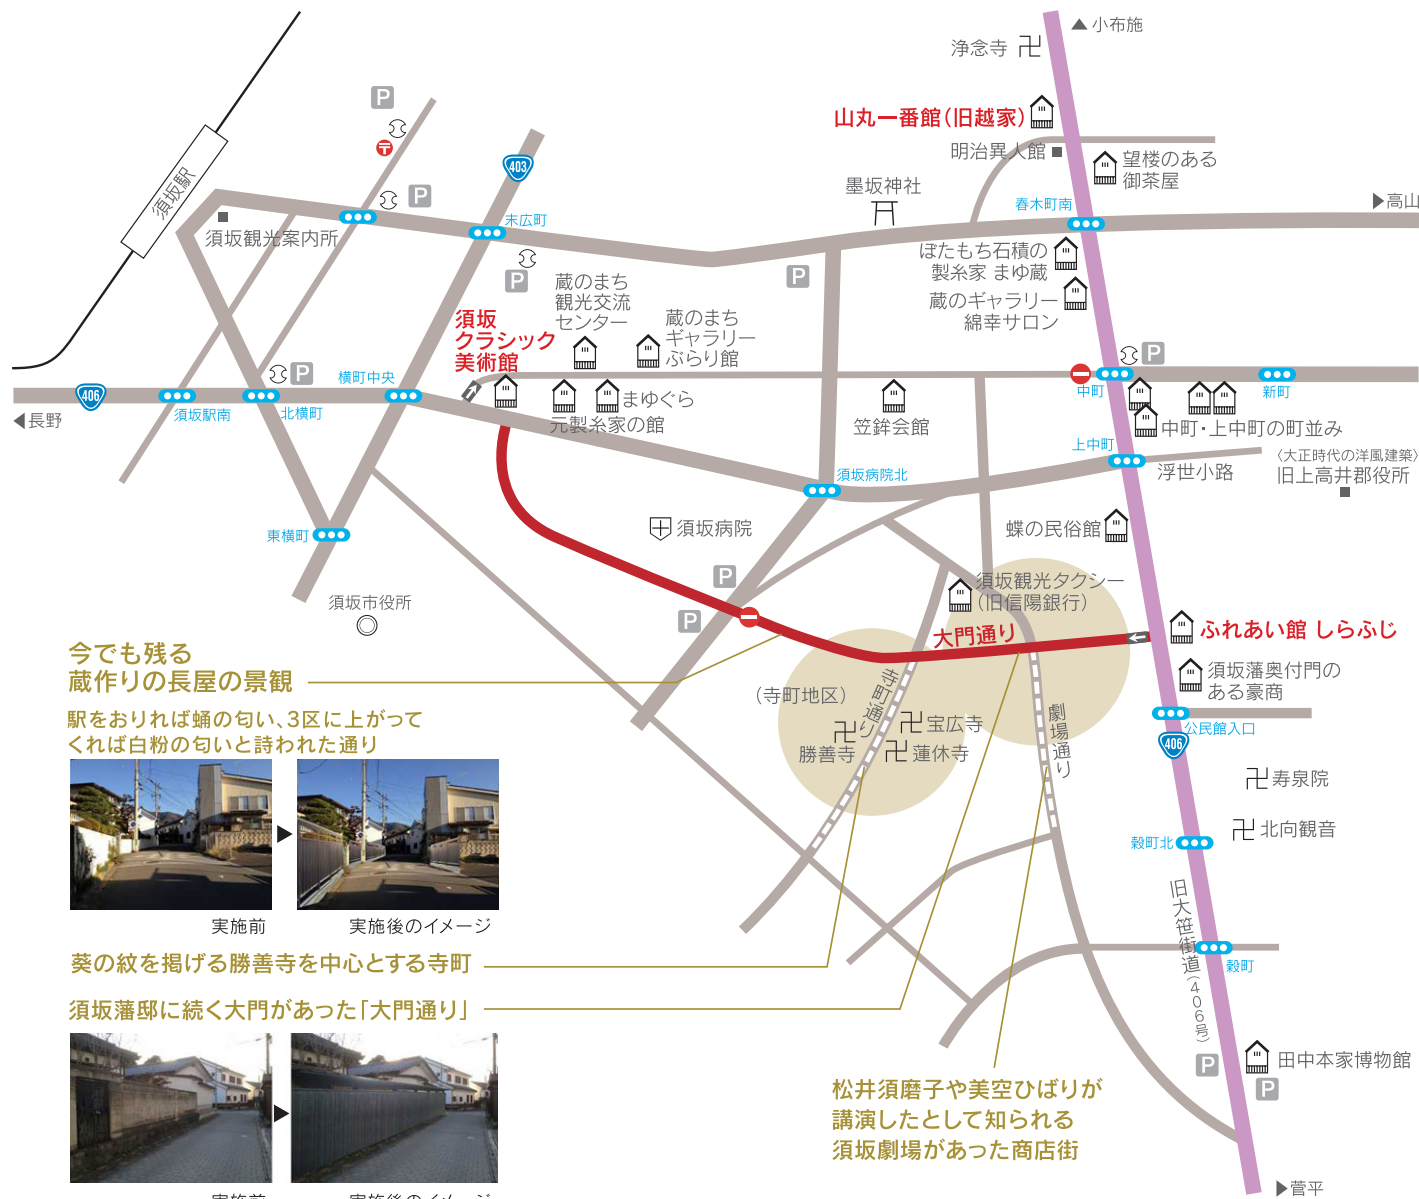 小布施
浄念寺
山丸一番館（旧越家）
明治異人館
望楼のある
御茶屋
高山
墨坂神社
春木町南
P
403
須坂駅
須坂観光案内所
P
末広町
P
P
ぼたもち石積の
製糸家 まゆ蔵
蔵のギャラリー
綿幸サロン
蔵のまち
観光交流
センター
蔵のまち
ギャラリー
ぶらり館
須坂
クラシック
美術館
P
P
406
長野
須坂駅南
北横町
横町中央
元製糸家の館
まゆぐら
笠鉾会館
中町
新町
中町・上中町の町並み
上中町
浮世小路
〈大正時代の洋風建築〉
旧上高井郡役所
須坂病院北
須坂病院
蝶の民俗館
東横町
須坂市役所
P
P
須坂観光タクシー
（旧信陽銀行）
大門通り
ふれあい館 しらふじ
須坂藩奥付門の
ある豪商
公民館入口
406
（寺町地区）
寺町通り
劇場通り
宝広寺
蓮休寺
勝善寺
寿泉院
北向観音
穀町北
旧大笹街道（406号）
穀町
P
田中本家博物館
P
菅平
今でも残る
蔵作りの長屋の景観
駅をおりれば蛹の匂い、3区に上がって
くれば白粉の匂いと詩われた通り
実施前
実施後のイメージ
葵の紋を掲げる勝善寺を中心とする寺町
須坂藩邸に続く大門があった「大門通り」
松井須磨子や美空ひばりが
講演したとして知られる
須坂劇場があった商店街
実施前
実施後のイメージ